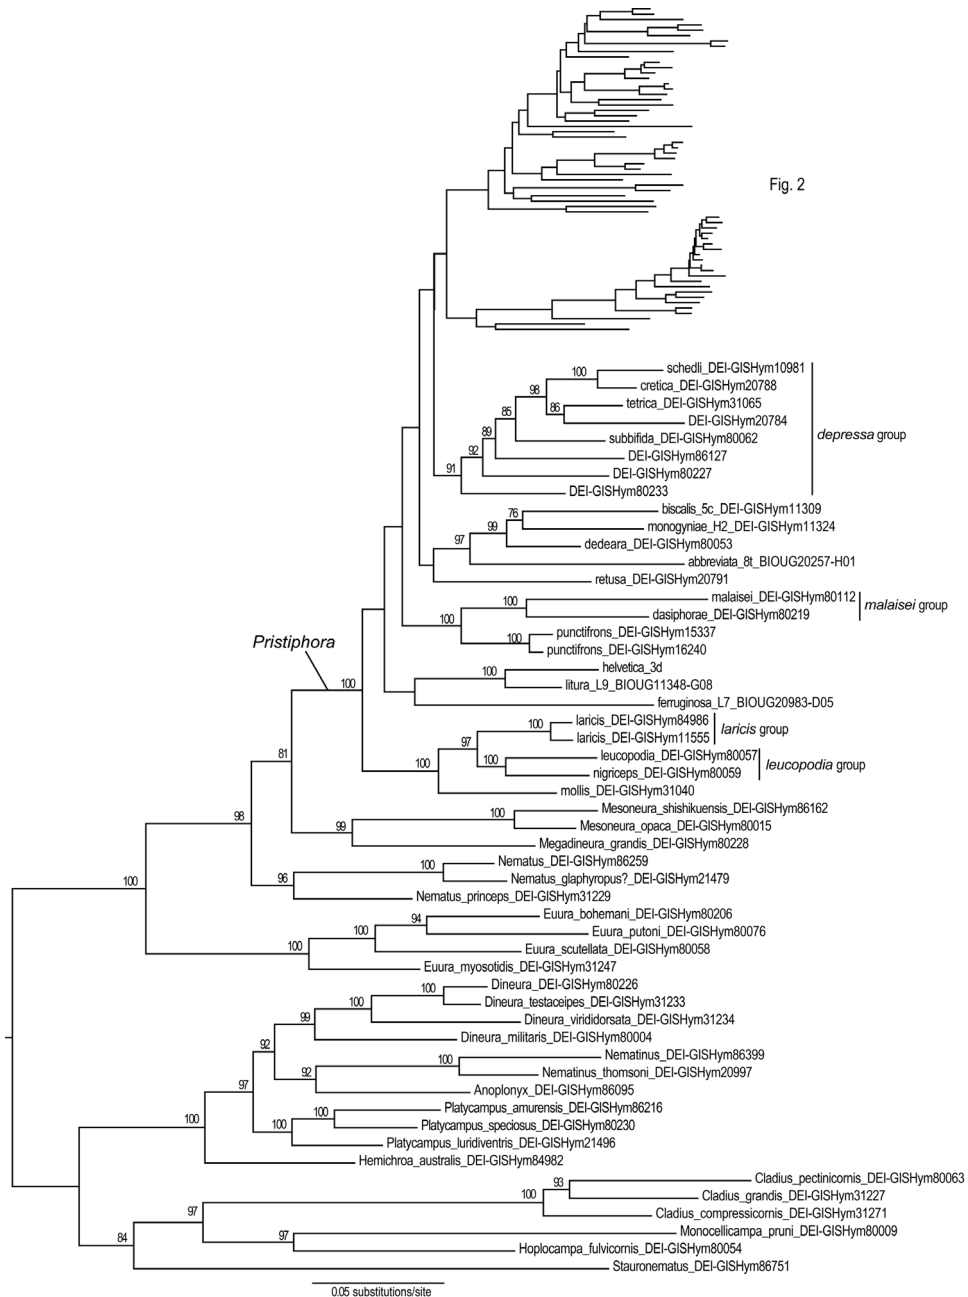 Fig. 2
100
schedli_DEI-GISHym10981
cretica_DEI-GISHym20788
98
tetrica_DEI-GISHym31065
86
DEI-GISHym20784
85
subbifida_DEI-GISHym80062
depressa group
89
DEI-GISHym86127
92
DEI-GISHym80227
91
DEI-GISHym80233
biscalis_5c_DEI-GISHym11309
76
monogyniae_H2_DEI-GISHym11324
99
dedeara_DEI-GISHym80053
97
abbreviata_8t_BIOUG20257-H01
retusa_DEI-GISHym20791
malaisei_DEI-GISHym80112
100
malaisei group
dasiphorae_DEI-GISHym80219
100
punctifrons_DEI-GISHym15337
100
punctifrons_DEI-GISHym16240
Pristiphora
100
helvetica_3d
100
litura_L9_BIOUG11348-G08
ferruginosa_L7_BIOUG20983-D05
laricis_DEI-GISHym84986
100
laricis group
laricis_DEI-GISHym11555
97
leucopodia_DEI-GISHym80057
100
leucopodia group
nigriceps_DEI-GISHym80059
100
mollis_DEI-GISHym31040
81
Mesoneura_shishikuensis_DEI-GISHym86162
100
Mesoneura_opaca_DEI-GISHym80015
99
Megadineura_grandis_DEI-GISHym80228
98
Nematus_DEI-GISHym86259
100
Nematus_glaphyropus?_DEI-GISHym21479
96
Nematus_princeps_DEI-GISHym31229
100
Euura_bohemani_DEI-GISHym80206
94
Euura_putoni_DEI-GISHym80076
100
Euura_scutellata_DEI-GISHym80058
100
Euura_myosotidis_DEI-GISHym31247
Dineura_DEI-GISHym80226
100
Dineura_testaceipes_DEI-GISHym31233
100
Dineura_virididorsata_DEI-GISHym31234
99
Dineura_militaris_DEI-GISHym80004
92
Nematinus_DEI-GISHym86399
100
Nematinus_thomsoni_DEI-GISHym20997
92
Anoplonyx_DEI-GISHym86095
97
Platycampus_amurensis_DEI-GISHym86216
100
Platycampus_speciosus_DEI-GISHym80230
100
Platycampus_luridiventris_DEI-GISHym21496
100
Hemichroa_australis_DEI-GISHym84982
Cladius_pectinicornis_DEI-GISHym80063
93
Cladius_grandis_DEI-GISHym31227
100
Cladius_compressicornis_DEI-GISHym31271
97
Monocellicampa_pruni_DEI-GISHym80009
97
Hoplocampa_fulvicornis_DEI-GISHym80054
84
Stauronematus_DEI-GISHym86751
0.05 substitutions/site